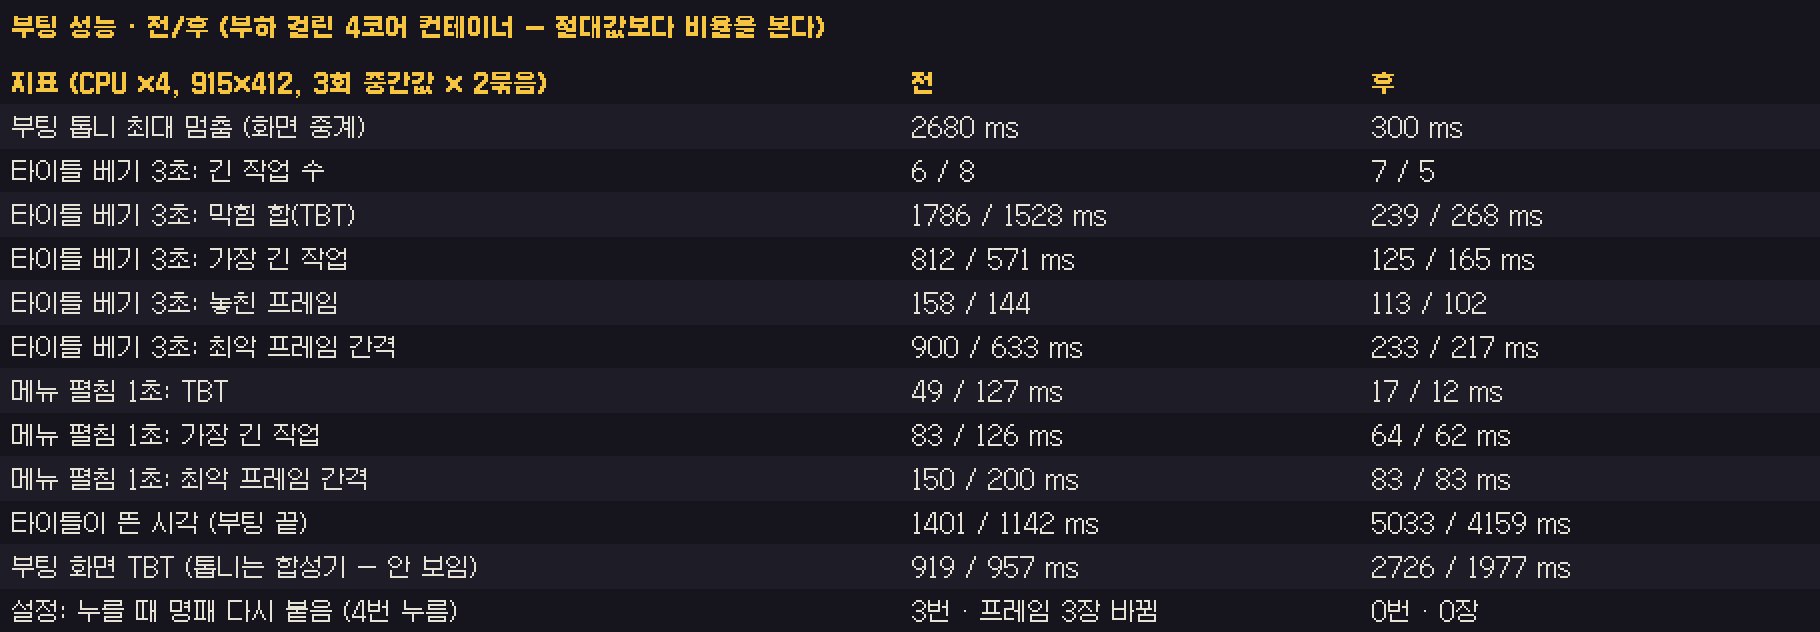 부팅 성능 · 전/후 (부하 걸린 4코어 컨테이너 — 절대값보다 비율을 본다)
지표 (CPU ×4, 915×412, 3회 중간값 × 2묶음) 전 후
부팅 톱니 최대 멈춤 (화면 중계) 2680 ms 300 ms
타이틀 베기 3초: 긴 작업 수 6 / 8 7 / 5
타이틀 베기 3초: 막힘 합(TBT) 1786 / 1528 ms 239 / 268 ms
타이틀 베기 3초: 가장 긴 작업 812 / 571 ms 125 / 165 ms
타이틀 베기 3초: 놓친 프레임 158 / 144 113 / 102
타이틀 베기 3초: 최악 프레임 간격 900 / 633 ms 233 / 217 ms
메뉴 펼침 1초: TBT 49 / 127 ms 17 / 12 ms
메뉴 펼침 1초: 가장 긴 작업 83 / 126 ms 64 / 62 ms
메뉴 펼침 1초: 최악 프레임 간격 150 / 200 ms 83 / 83 ms
타이틀이 뜬 시각 (부팅 끝) 1401 / 1142 ms 5033 / 4159 ms
부팅 화면 TBT (톱니는 합성기 — 안 보임) 919 / 957 ms 2726 / 1977 ms
설정: 누를 때 명패 다시 붙음 (4번 누름) 3번 · 프레임 3장 바뀜 0번 · 0장